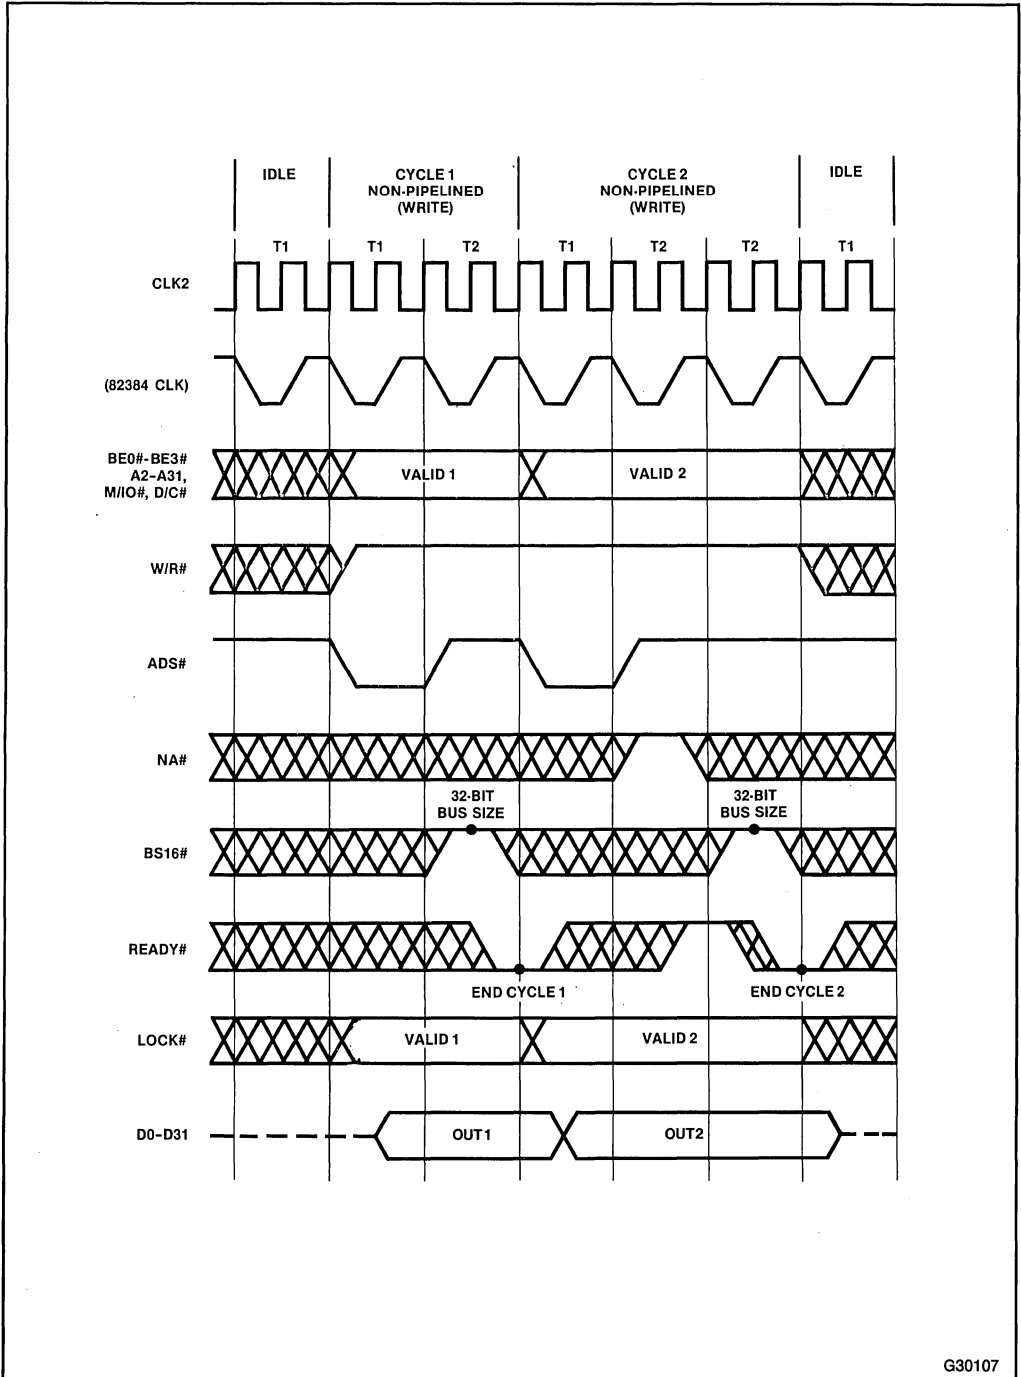 IDLE
CYCLE 1
NON-PIPELINED
(WRITE)
CYCLE 2
NON-PIPELINED
(WRITE)
IDLE
T1 T1 T2 T1 T2 T2 T1
CLK2
(82384 CLK)
BE0#-BE3#
A2-A31,
M/IO#, D/C#
VALID 1
VALID 2
W/R#
ADS#
NA#
32-BIT
BUS SIZE
32-BIT
BUS SIZE
BS16#
READY#
END CYCLE 1
END CYCLE 2
LOCK#
VALID 1
VALID 2
D0-D31
OUT1
OUT2
G30107